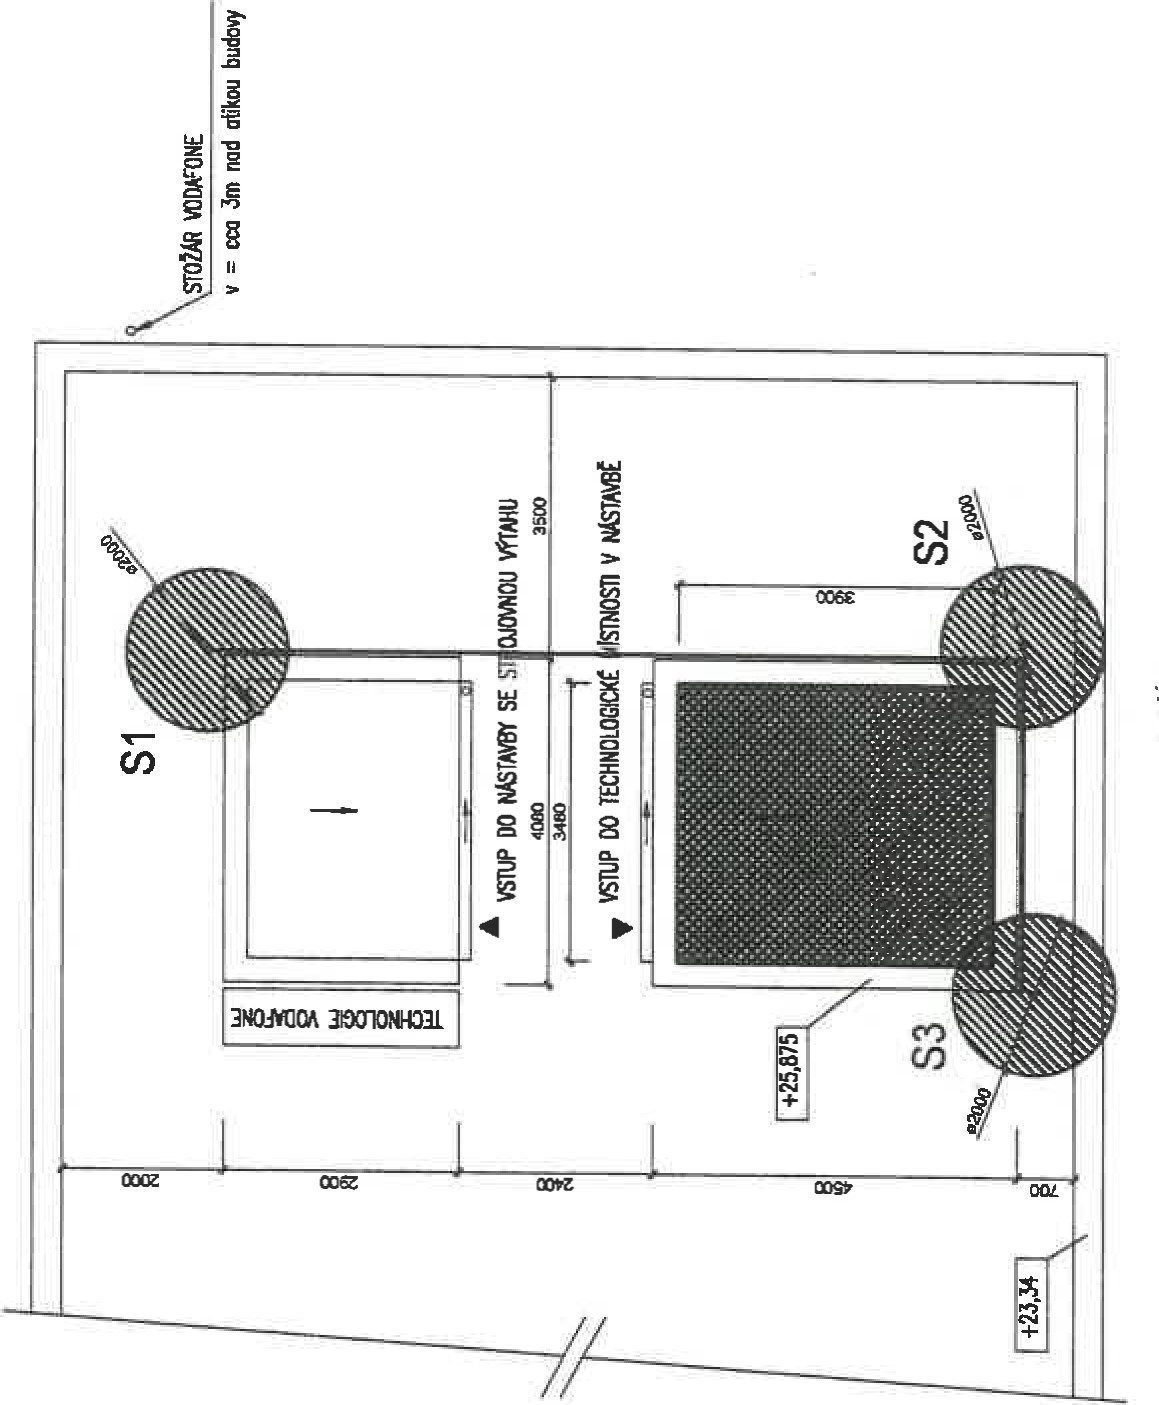 STOŽÁR VODAFONE
v = cca 3m nad atikou budovy
ø2000
S1
VSTUP DO NÁSTAVBY SE STROJOVNOU VÝTAHU
3500
4080
3480
VSTUP DO TECHNOLOGICKÉ MÍSTNOSTI V NÁSTAVBĚ
3900
S2
ø2000
TECHNOLOGIE VODAFONE
+25,875
S3
ø2000
2000
2900
2400
4500
700
+23,34